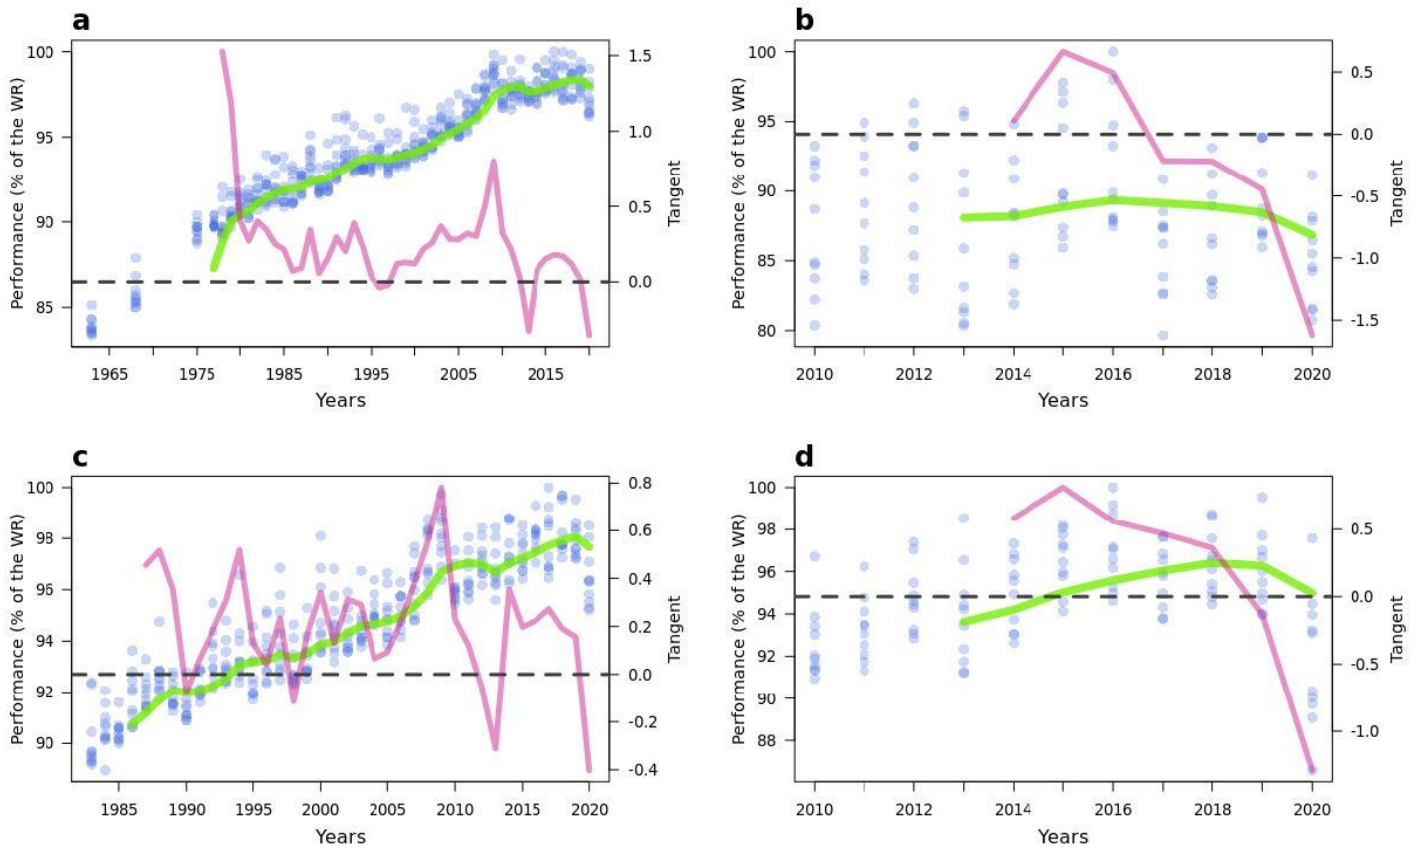 a
100
95
90
85
Performance (% of the WR)
1.5
1.0
0.5
0.0
Tangent
1965 1975 1985 1995 2005 2015
Years
b
100
95
90
85
80
Performance (% of the WR)
0.5
0.0
-0.5
-1.0
-1.5
Tangent
2010 2012 2014 2016 2018 2020
Years
c
100
98
96
94
92
90
Performance (% of the WR)
0.8
0.6
0.4
0.2
0.0
-0.2
-0.4
Tangent
1985 1990 1995 2000 2005 2010 2015 2020
Years
d
100
98
96
94
92
90
88
Performance (% of the WR)
0.5
0.0
-0.5
-1.0
Tangent
2010 2012 2014 2016 2018 2020
Years